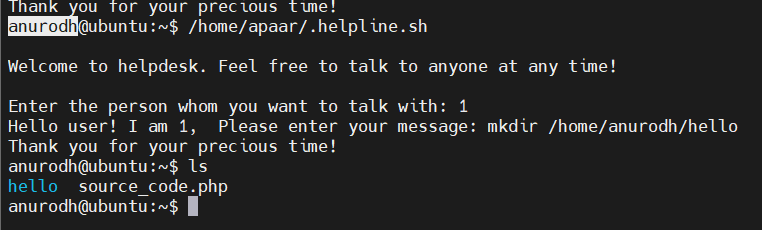 Thank you for your precious time!
anurodh@ubuntu:~$ /home/apaar/.helpline.sh
Welcome to helpdesk. Feel free to talk to anyone at any time!
Enter the person whom you want to talk with: 1
Hello user! I am 1,  Please enter your message: mkdir /home/anurodh/hello
Thank you for your precious time!
anurodh@ubuntu:~$ ls
hello  source_code.php
anurodh@ubuntu:~$